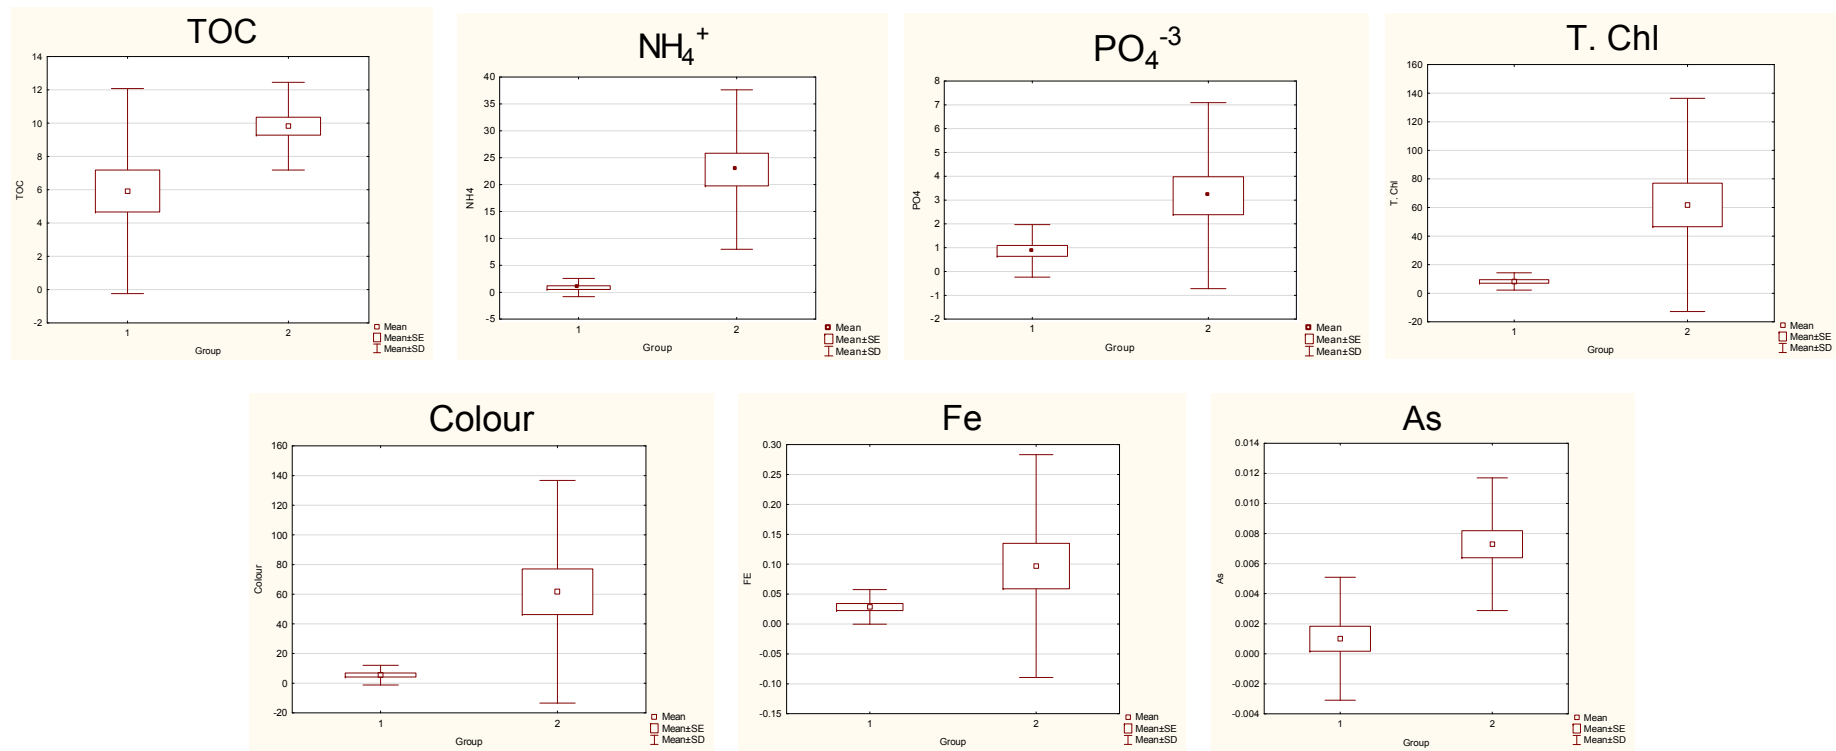 TOC
14
12
10
8
6
4
2
0
-2
TOC
1
2
Group
Mean
Mean±SE
Mean±SD
NH₄⁺
40
35
30
25
20
15
10
5
0
-5
NH4
1
2
Group
Mean
Mean±SE
Mean±SD
PO₄⁻³
8
7
6
5
4
3
2
1
0
-1
-2
PO4
1
2
Group
Mean
Mean±SE
Mean±SD
T. Chl
160
140
120
100
80
60
40
20
0
-20
T. Chl
1
2
Group
Mean
Mean±SE
Mean±SD
Colour
160
140
120
100
80
60
40
20
0
-20
Colour
1
2
Group
Mean
Mean±SE
Mean±SD
Fe
0.30
0.25
0.20
0.15
0.10
0.05
0.00
-0.05
-0.10
-0.15
FE
1
2
Group
Mean
Mean±SE
Mean±SD
As
0.014
0.012
0.010
0.008
0.006
0.004
0.002
0.000
-0.002
-0.004
As
1
2
Group
Mean
Mean±SE
Mean±SD